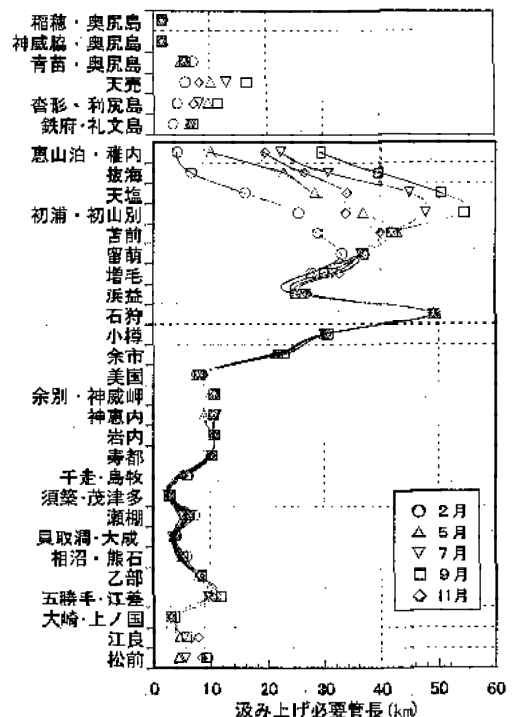 稲穂・奥尻島
神威脇・奥尻島
青苗・奥尻島
天売
沓形・利尻島
鉄府・礼文島
恵山泊・稚内
抜海
天塩
初浦・初山別
苫前
留萌
増毛
浜益
石狩
小樽
余市
美国
余別・神威岬
神恵内
岩内
寿都
千走・島牧
須築・茂津多
瀬棚
貝取澗・大成
相沼・熊石
乙部
五勝手・江差
大崎・上ノ国
江良
松前
2月
5月
7月
9月
11月
0 10 20 30 40 50 60
汲み上げ必要管長(km)